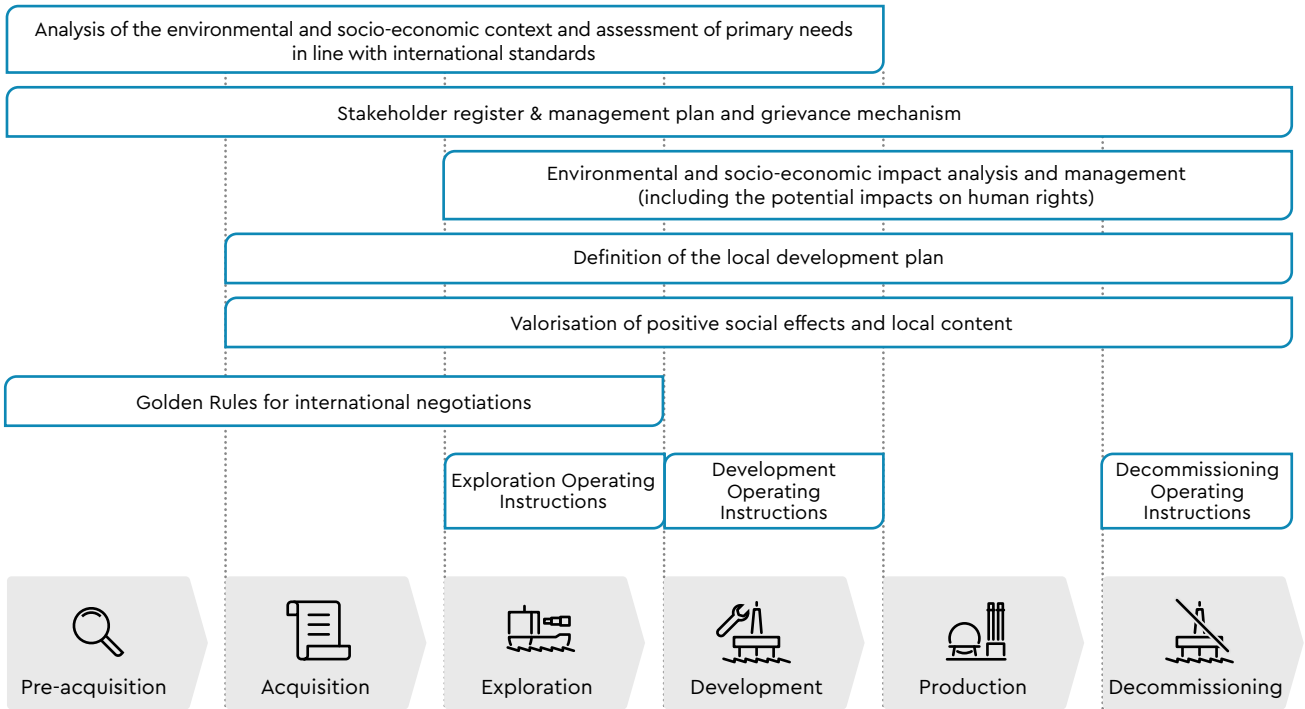 Analysis of the environmental and socio-economic context and assessment of primary needs
in line with international standards
Stakeholder register & management plan and grievance mechanism
Environmental and socio-economic impact analysis and management
(including the potential impacts on human rights)
Definition of the local development plan
Valorisation of positive social effects and local content
Golden Rules for international negotiations
Exploration Operating
Instructions
Development
Operating
Instructions
Decommissioning
Operating
Instructions
Pre-acquisition
Acquisition
Exploration
Development
Production
Decommissioning